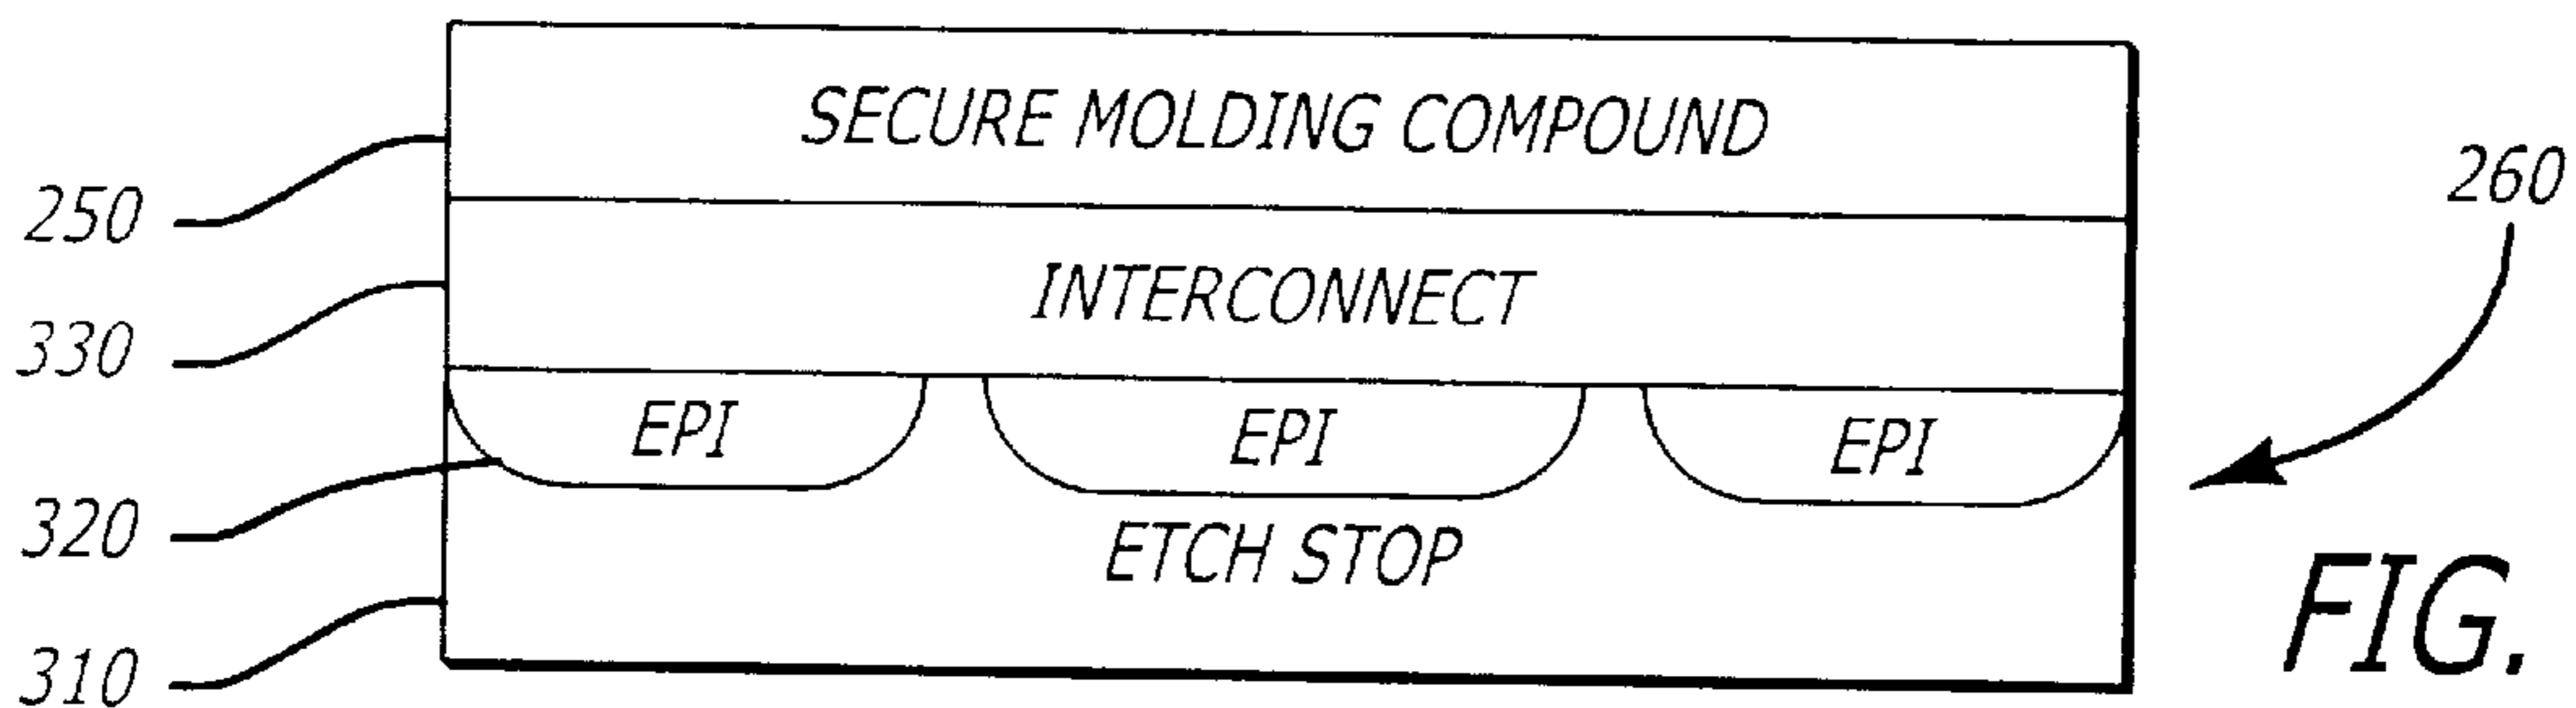 SECURE MOLDING COMPOUND
260
250
INTERCONNECT
330
EPI EPI EPI
320
ETCH STOP
310
FIG.